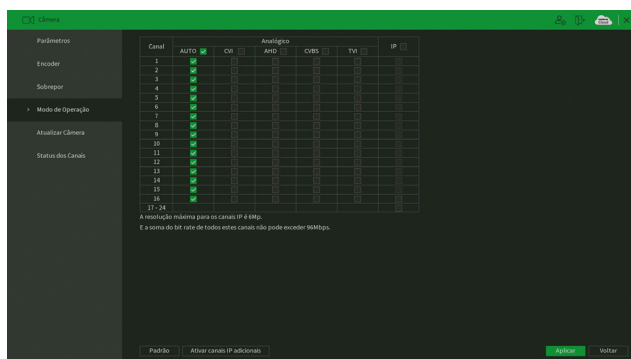 Câmera
Parâmetros
Encoder
Sobrepor
Modo de Operação
Atualizar Câmera
Status dos Canais
Canal Analógico IP
AUTO CVI AHD CVBS TVI
1
2
3
4
5
6
7
8
9
10
11
12
13
14
15
16
17 - 24
A resolução máxima para os canais IP é 6Mp.
E a soma do bit rate de todos estes canais não pode exceder 96Mbps.
Padrão Ativar canais IP adicionais Aplicar Voltar